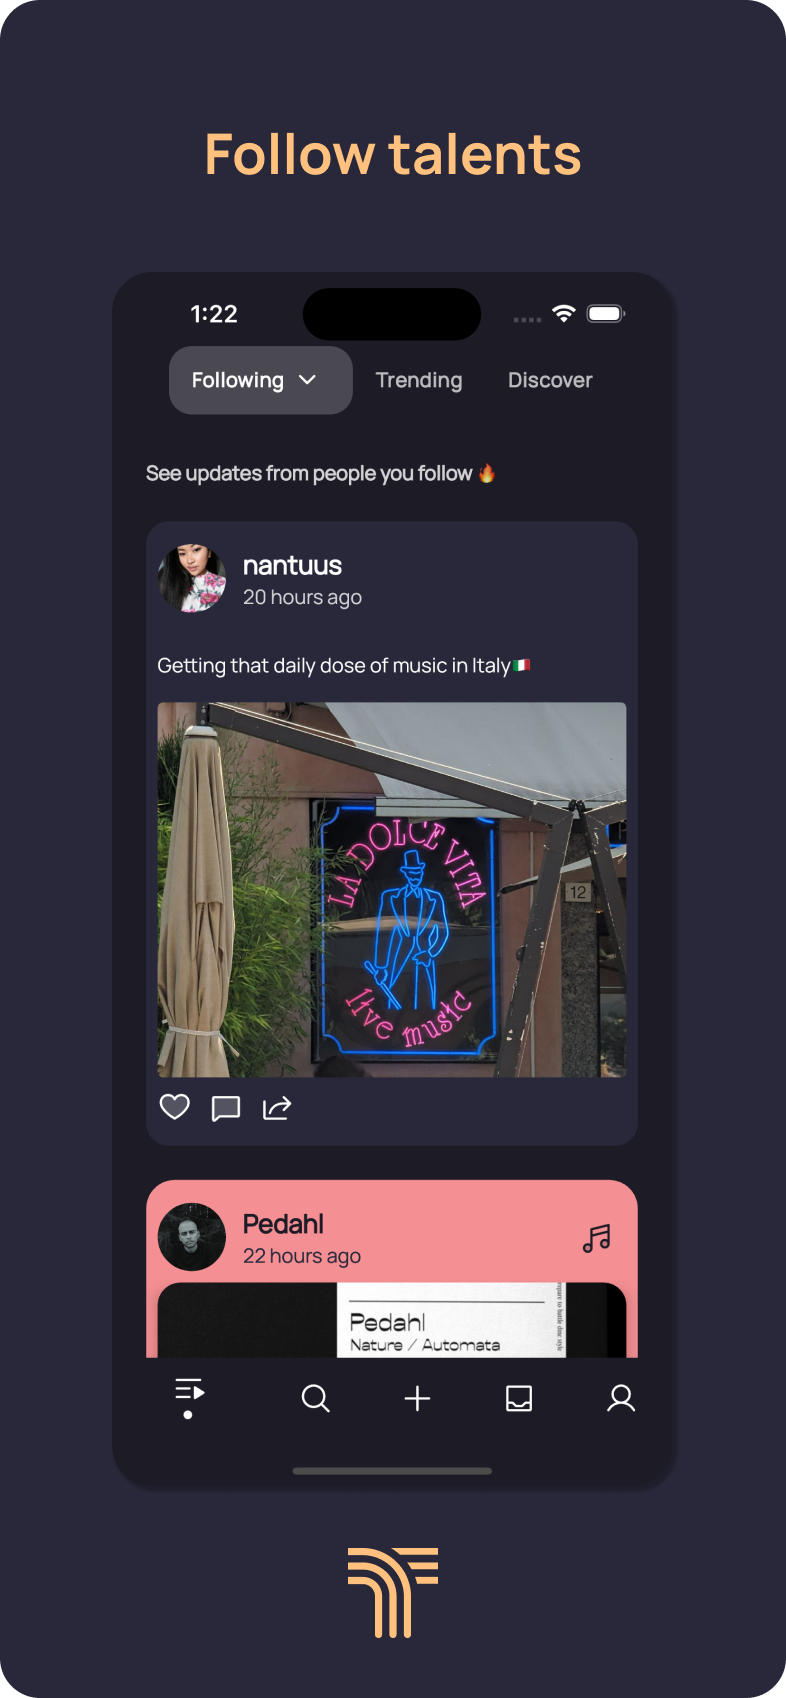 Follow talents
1:22
Following
Trending
Discover
See updates from people you follow 🔥
nantuus
20 hours ago
Getting that daily dose of music in Italy🇮🇹
LA DOLCE VITA
12
live music
Pedahl
22 hours ago
Pedahl
Nature / Automata